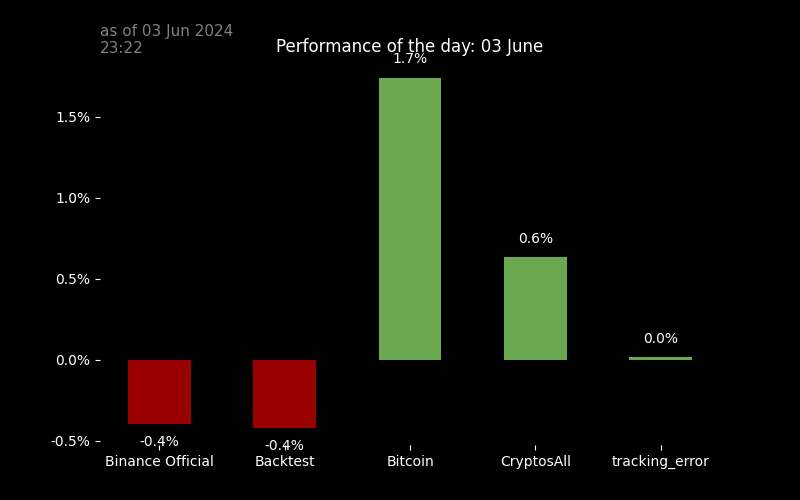 as of 03 Jun 2024
23:22
Performance of the day: 03 June
1.7%
1.5%
1.0%
0.6%
0.5%
0.0%
0.0%
-0.5%
-0.4%
-0.4%
Binance Official
Backtest
Bitcoin
CryptosAll
tracking_error